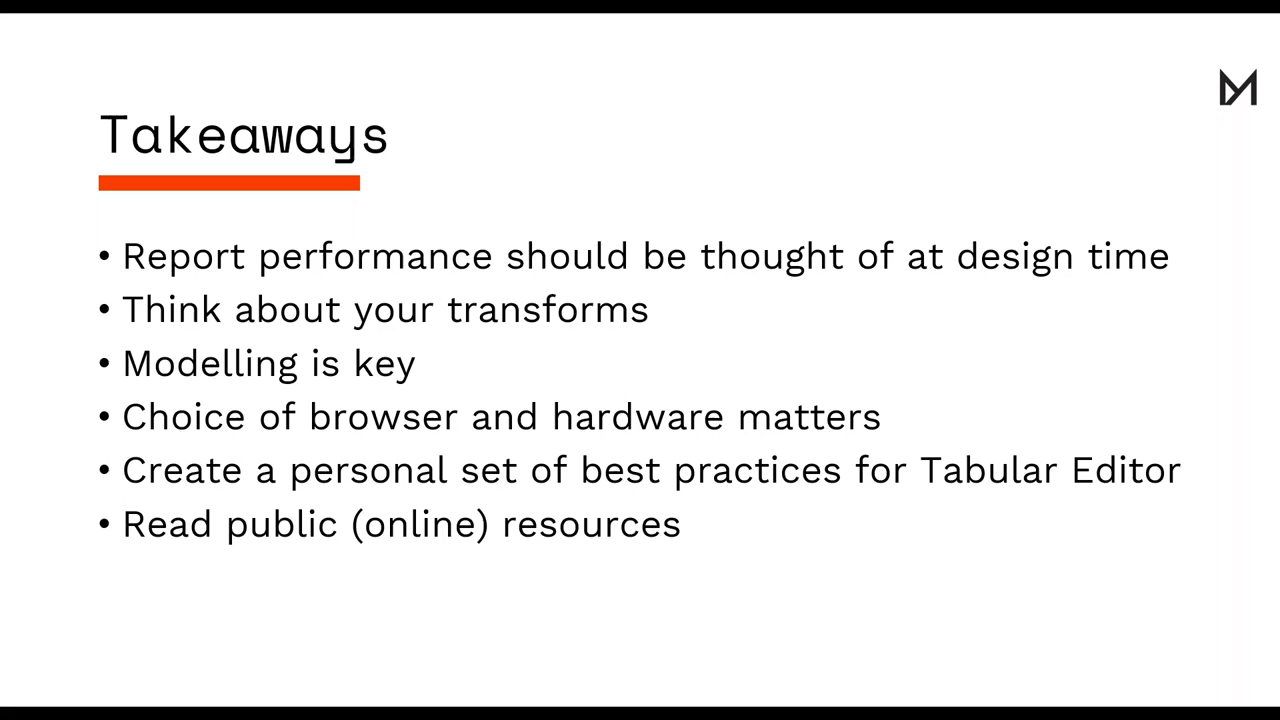 Takeaways
• Report performance should be thought of at design time
• Think about your transforms
• Modelling is key
• Choice of browser and hardware matters
• Create a personal set of best practices for Tabular Editor
• Read public (online) resources